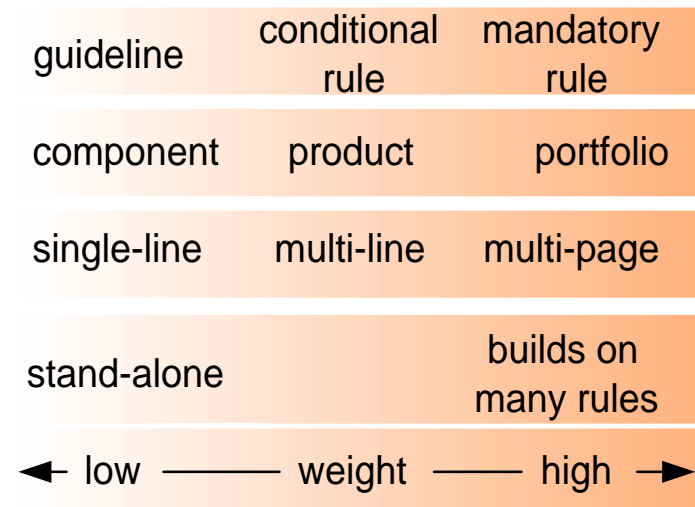 guideline conditional rule mandatory rule
component product portfolio
single-line multi-line multi-page
stand-alone builds on many rules
low weight high